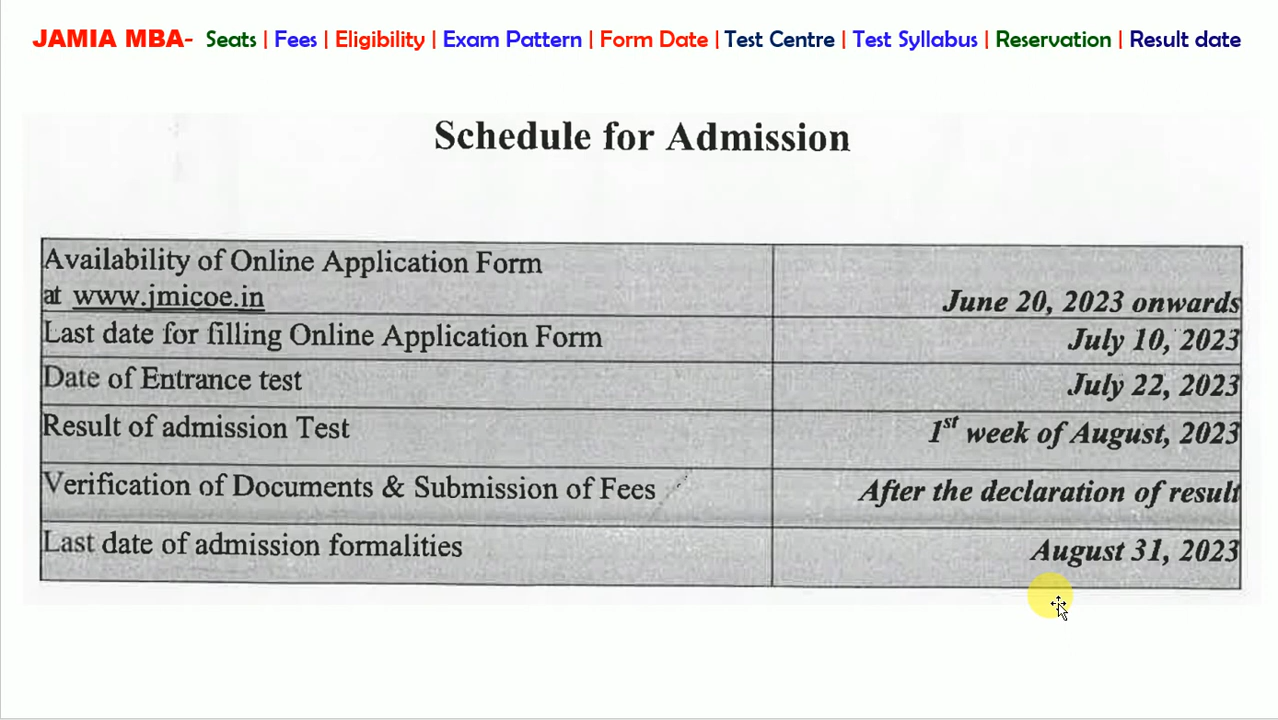 JAMIA MBA- Seats | Fees | Eligibility | Exam Pattern | Form Date | Test Centre | Test Syllabus | Reservation | Result date
Schedule for Admission
Availability of Online Application Form
at www.jmicoe.in June 20, 2023 onwards
Last date for filling Online Application Form July 10, 2023
Date of Entrance test July 22, 2023
Result of admission Test 1st week of August, 2023
Verification of Documents & Submission of Fees After the declaration of result
Last date of admission formalities August 31, 2023